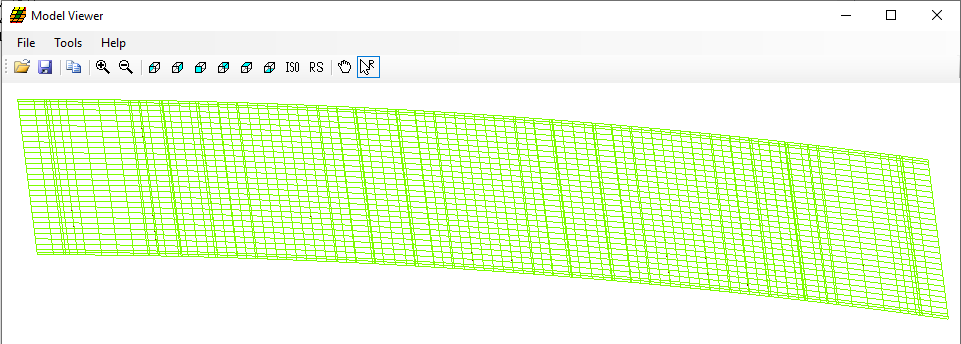 Model Viewer
File Tools Help
ISO RS R